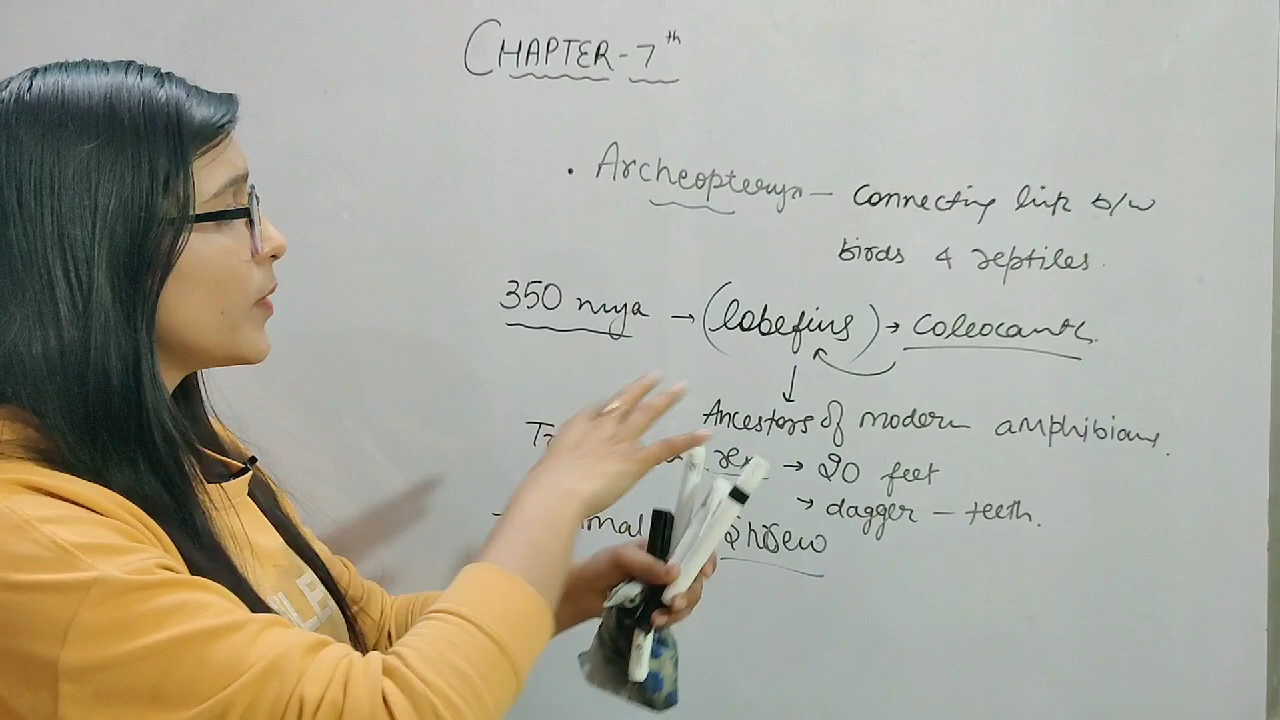 CHAPTER-7th
. Archeopteryx - Connecting link b/w
birds & reptiles.
350 mya → (lobefins) → Coleocanth.
↓
Ancestors of modern amphibians.
→ 20 feet
→ dagger - teeth.
shrew